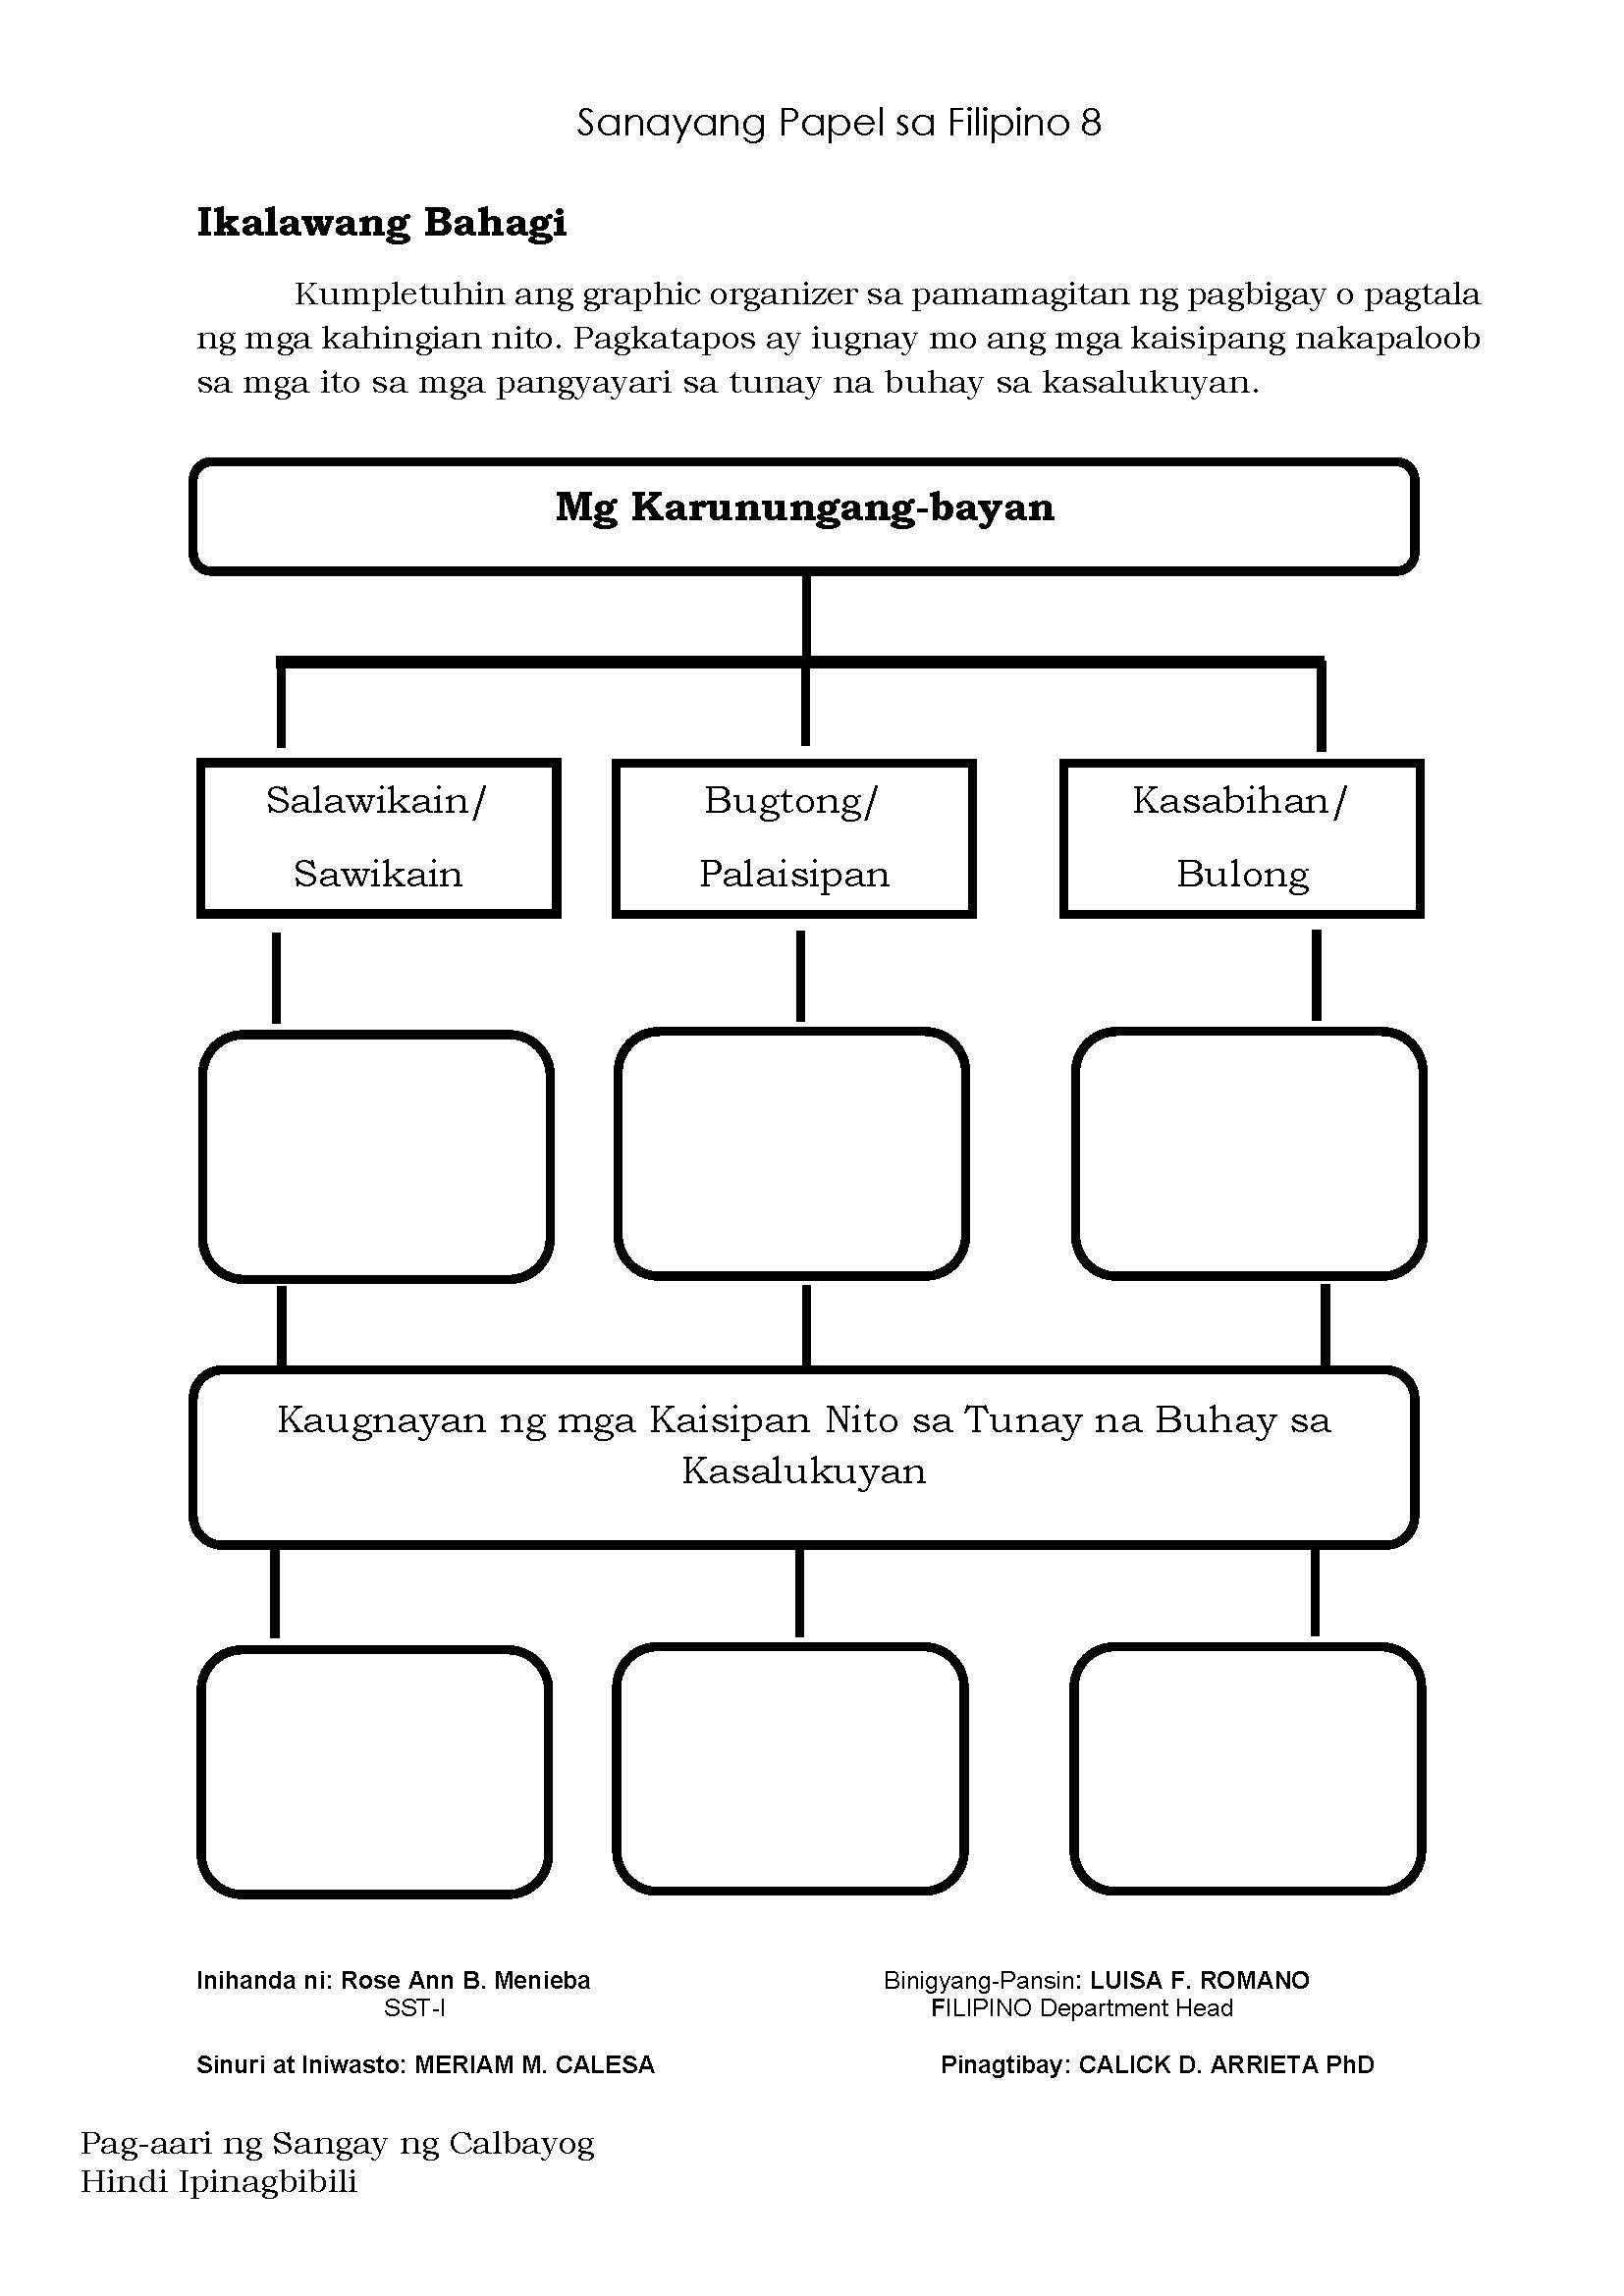 Sanayang Papel sa Filipino 8
Ikalawang Bahagi
Kumpletuhin ang graphic organizer sa pamamagitan ng pagbigay o pagtala
ng mga kahingian nito. Pagkatapos ay iugnay mo ang mga kaisipang nakapaloob
sa mga ito sa mga pangyayari sa tunay na buhay sa kasalukuyan.
Mg Karunungang-bayan
Salawikain/
Sawikain
Bugtong/
Palaisipan
Kasabihan/
Bulong
Kaugnayan ng mga Kaisipan Nito sa Tunay na Buhay sa
Kasalukuyan
Inihanda ni: Rose Ann B. Menieba
SST-I
Binigyang-Pansin: LUISA F. ROMANO
FILIPINO Department Head
Sinuri at Iniwasto: MERIAM M. CALESA
Pinagtibay: CALICK D. ARRIETA PhD
Pag-aari ng Sangay ng Calbayog
Hindi Ipinagbibili